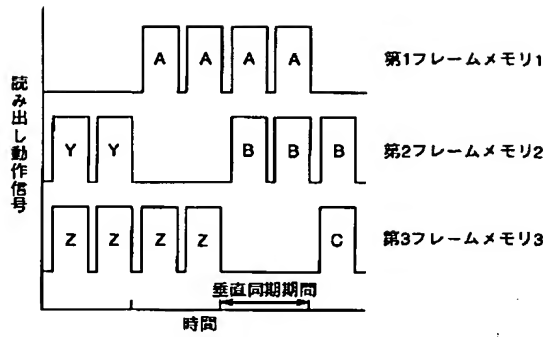 A A A A 第1フレームメモリ1
読み出し動作信号
Y Y B B B 第2フレームメモリ2
Z Z Z Z C 第3フレームメモリ3
垂直同期期間
時間